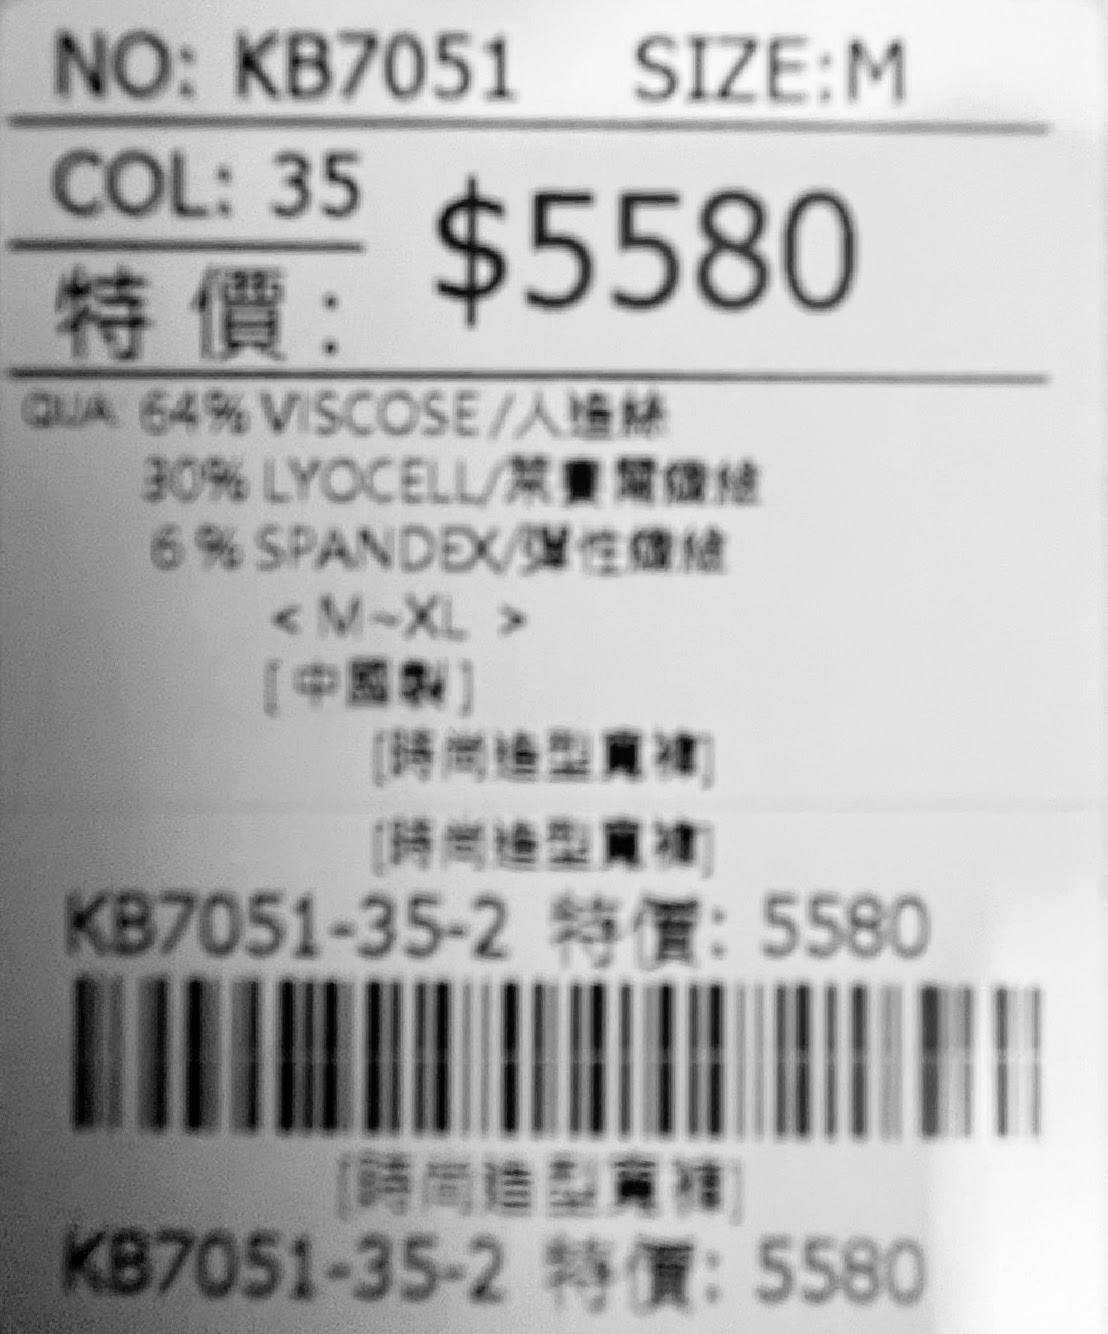 NO: KB7051 SIZE:M
COL: 35
$5580
特價:
QUA: 64% VISCOSE/人造絲
30% LYOCELL/萊賽爾纖維
6% SPANDEX/彈性纖維
< M~XL >
[中國製]
[時尚造型寬褲]
[時尚造型寬褲]
KB7051-35-2 特價: 5580
[時尚造型寬褲]
KB7051-35-2 特價: 5580